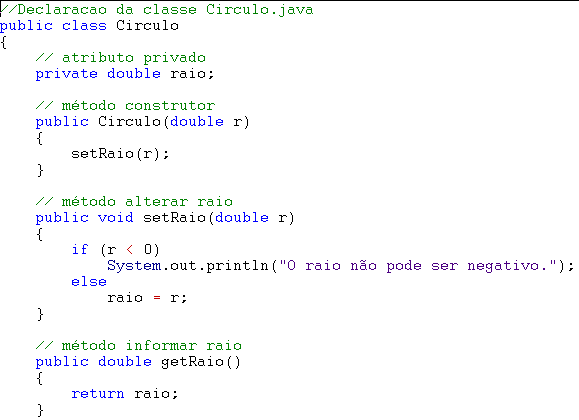 //Declaracao da classe Circulo.java
public class Circulo
{
    // atributo privado
    private double raio;

    // método construtor
    public Circulo(double r)
    {
        setRaio(r);
    }

    // método alterar raio
    public void setRaio(double r)
    {
        if (r < 0)
            System.out.println("O raio não pode ser negativo.");
        else
            raio = r;
    }

    // método informar raio
    public double getRaio()
    {
        return raio;
    }